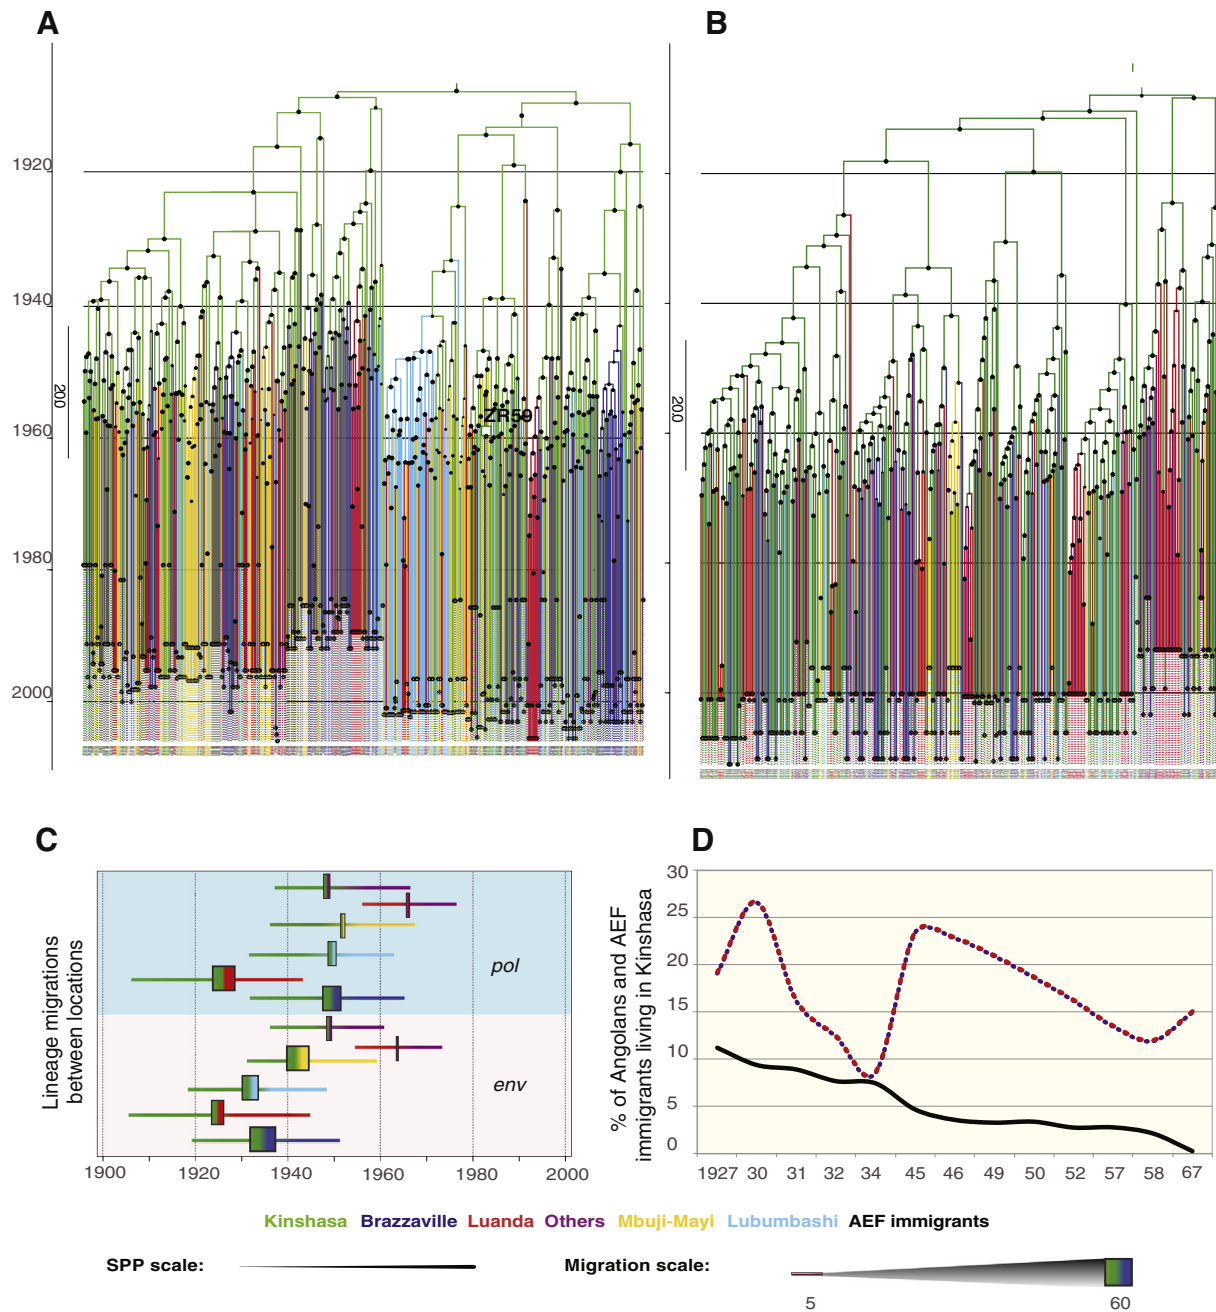 A
B
1920
1940
200
1960
1980
2000
ZR59
200
C
D
Lineage migrations
between locations
pol
env
1900
1920
1940
1960
1980
2000
% of Angolans and AEF
immigrants living in Kinshasa
30
25
20
15
10
5
0
1927 30 31 32 34 45 46 49 50 52 57 58 67
Kinshasa Brazzaville Luanda Others Mbuji-Mayi Lubumbashi AEF immigrants
SPP scale:
Migration scale:
5
60